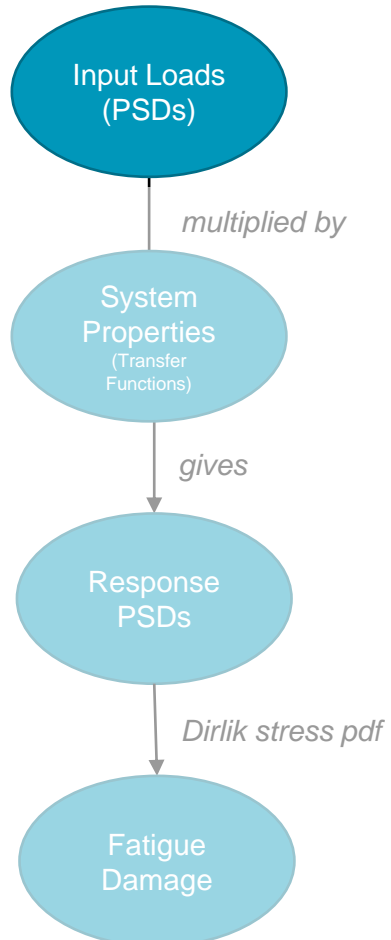 Input Loads
(PSDs)
multiplied by
System
Properties
(Transfer
Functions)
gives
Response
PSDs
Dirlik stress pdf
Fatigue
Damage